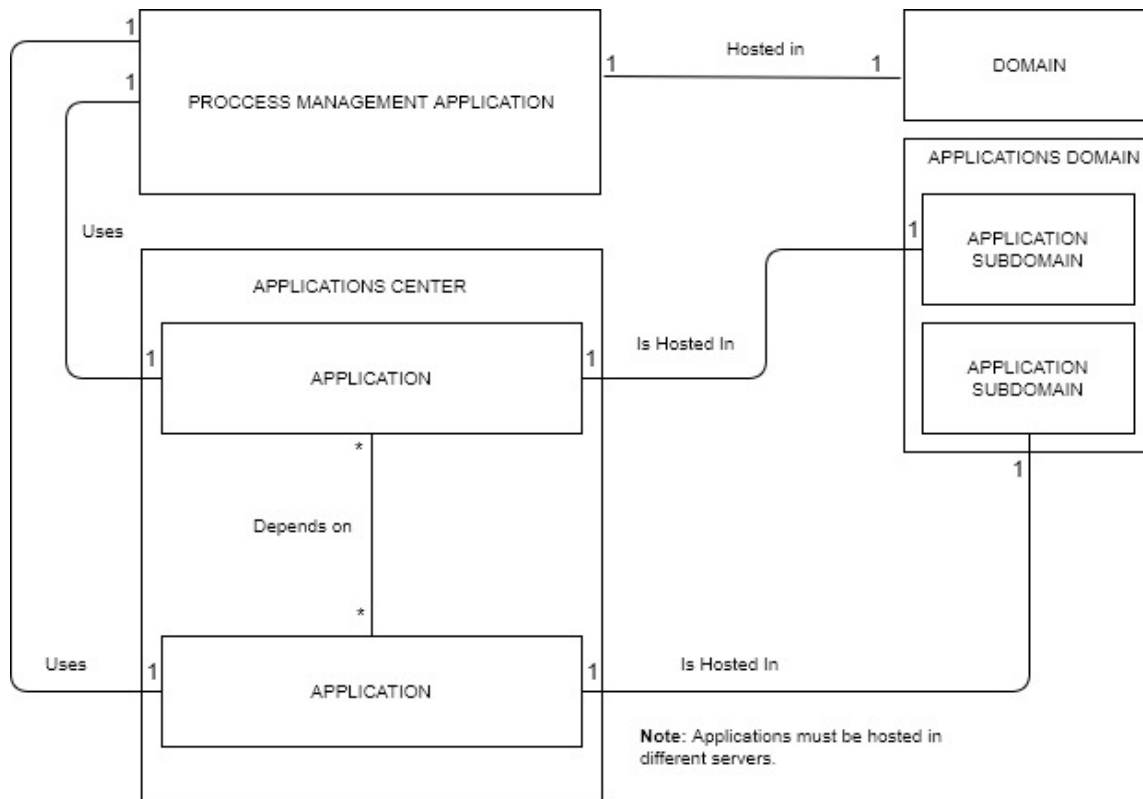 1
1
PROCCESS MANAGEMENT APPLICATION
1
Hosted in
1
DOMAIN
APPLICATIONS DOMAIN
Uses
1
APPLICATION
SUBDOMAIN
APPLICATIONS CENTER
1
APPLICATION
1
Is Hosted In
APPLICATION
SUBDOMAIN
*
1
Depends on
*
Uses
1
APPLICATION
1
Is Hosted In
Note: Applications must be hosted in
different servers.